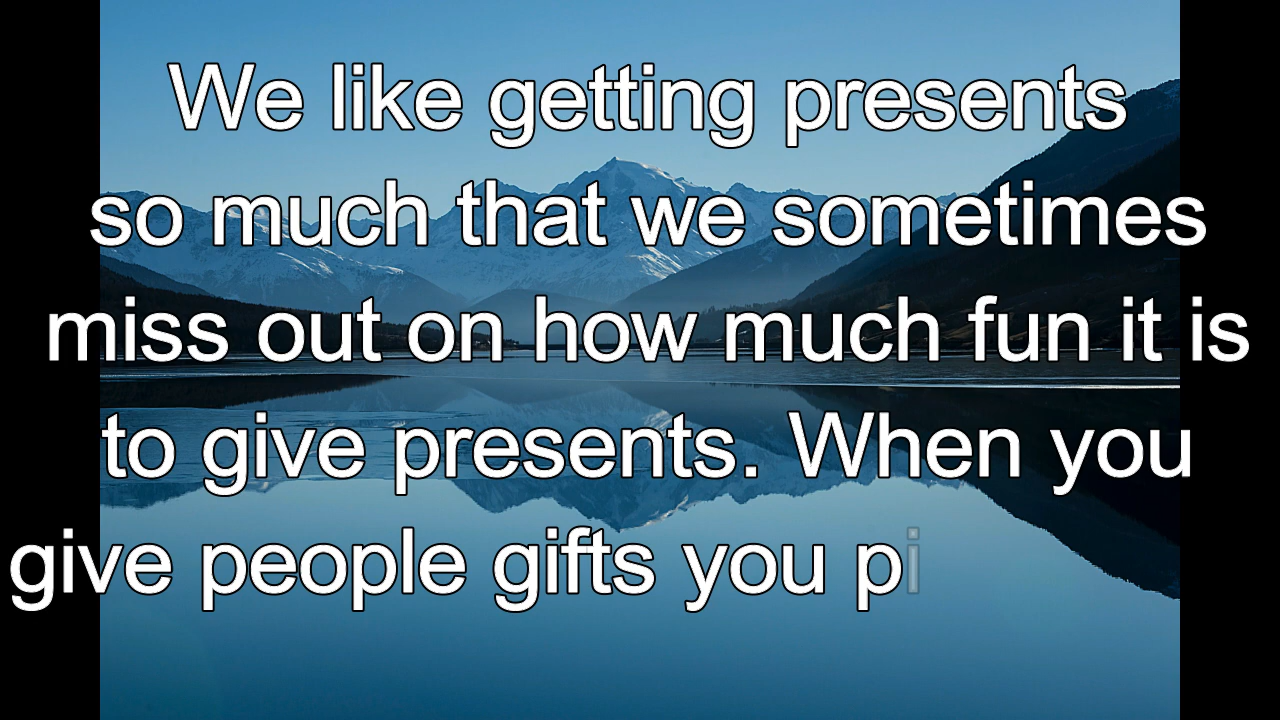 We like getting presents
so much that we sometimes
miss out on how much fun it is
to give presents. When you
give people gifts you pi